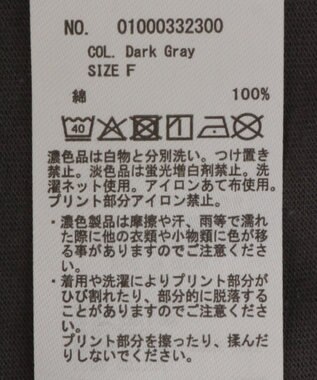 NO. 01000332300
COL. Dark Gray
SIZE F
綿 100%
40
濃色品は白物と分別洗い。つけ置き
禁止。淡色品は蛍光増白剤禁止。洗
濯ネット使用。アイロンあて布使用。
プリント部分アイロン禁止。
・濃色製品は摩擦や汗、雨等で濡れ
た際に他の衣類や小物類に色が移
る事がありますのでご注意くださ
い。
・着用や洗濯によりプリント部分が
ひび割れたり、部分的に脱落する
ことがありますのでご注意くださ
い。
プリント部分を擦ったり、揉んだ
りしないでください。